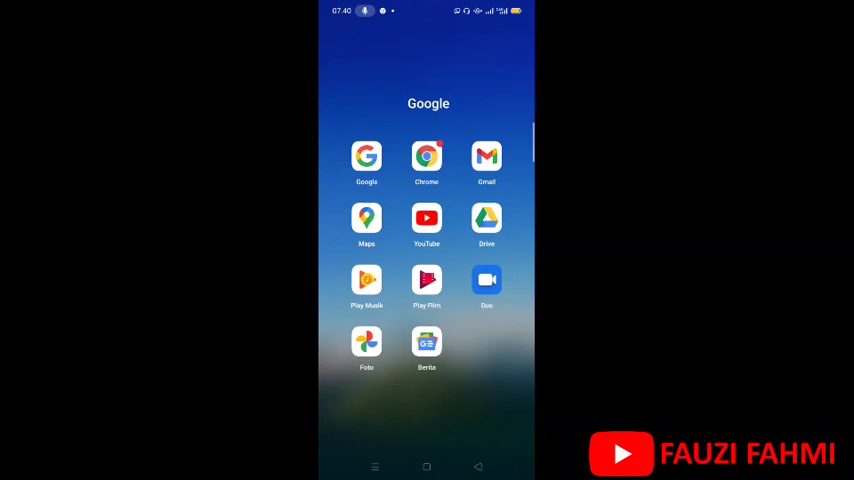 07.40
Google
Google Chrome Gmail
Maps YouTube Drive
Play Musik Play Film Duo
Foto Berita
FAUZI FAHMI